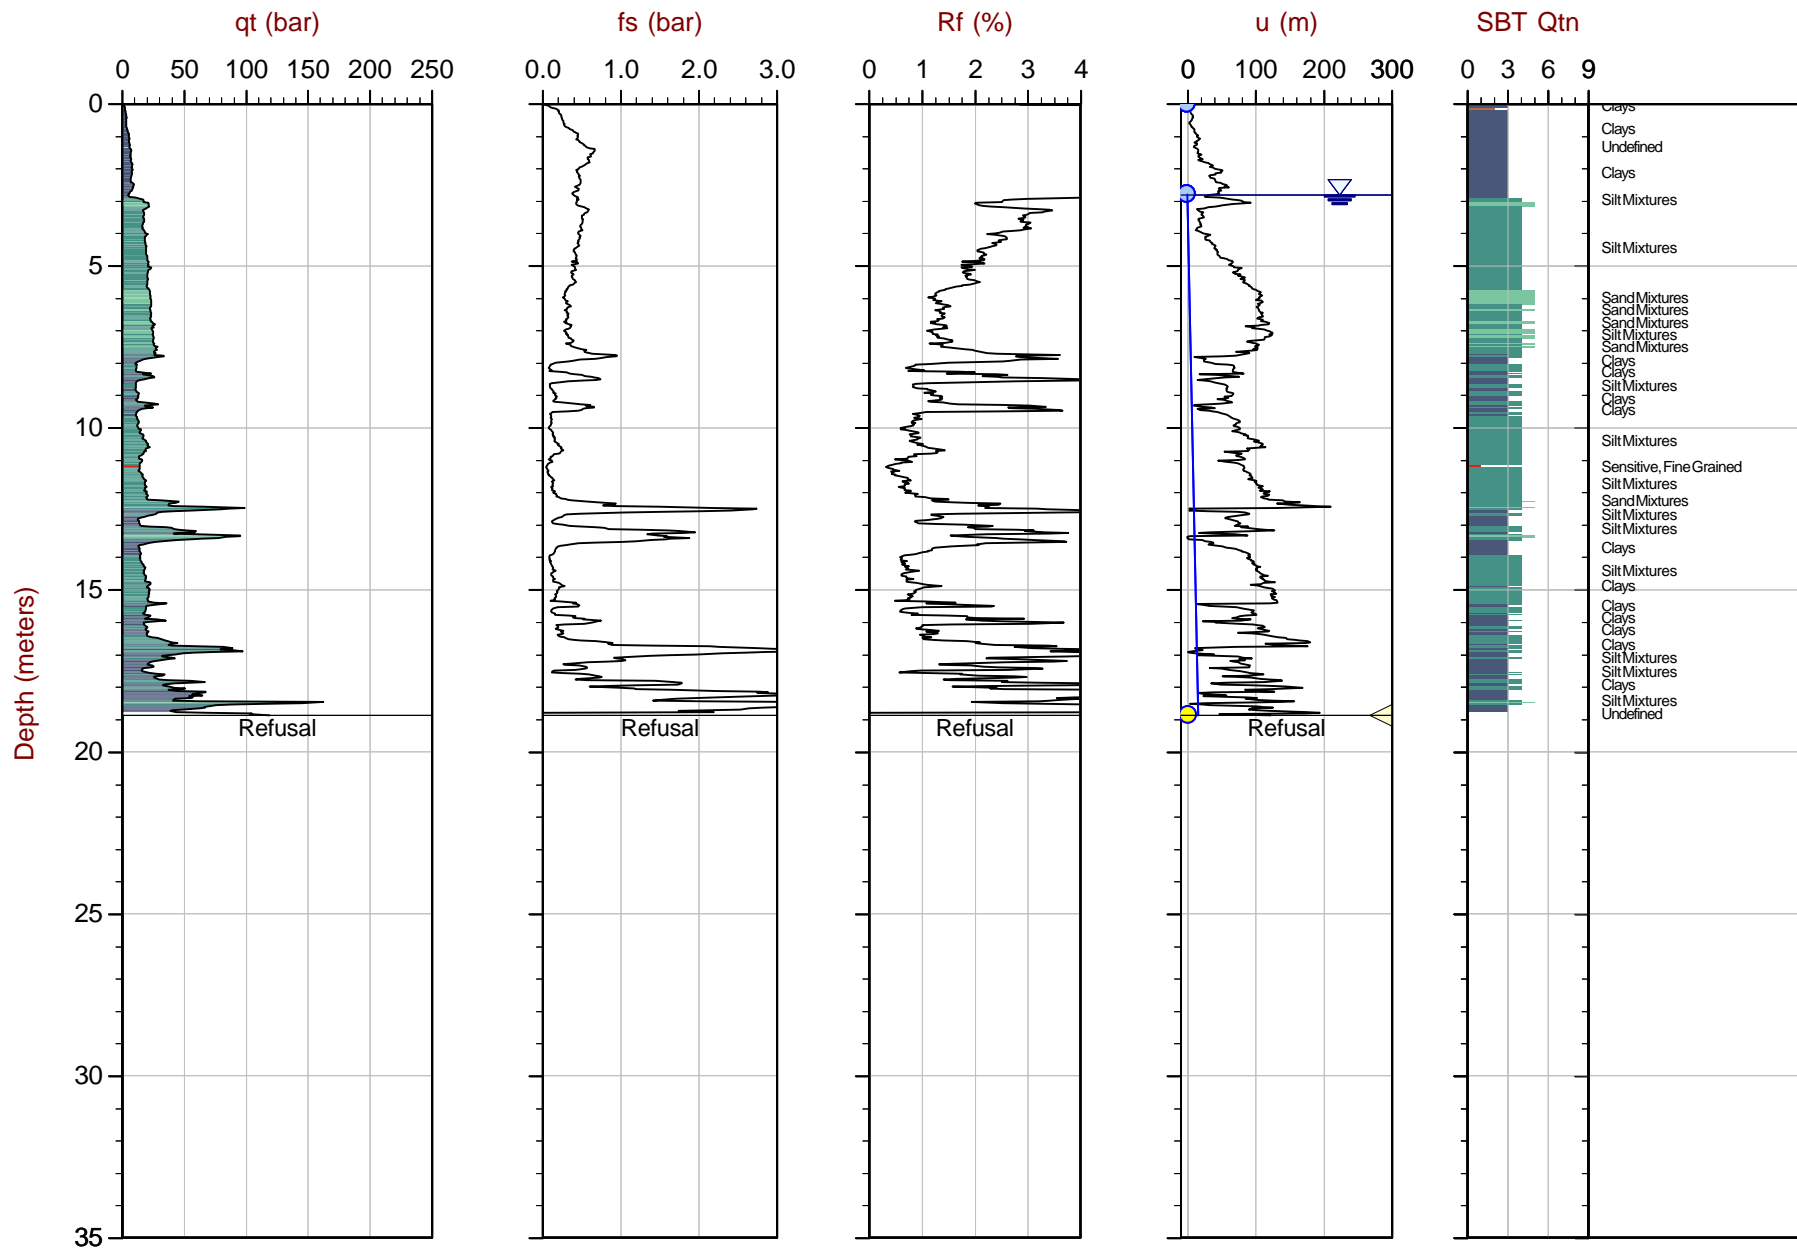 qt (bar) fs (bar) Rf (%) u (m) SBT Qtn
0 50 100 150 200 250 0.0 1.0 2.0 3.0 0 1 2 3 4 0 100 200 300 0 3 6 9
0
5
10
15
20
25
30
35
Depth (meters)
Refusal Refusal Refusal Refusal
Clays
Clays
Undefined
Clays
Silt Mixtures
Silt Mixtures
Sand Mixtures
Sand Mixtures
Sand Mixtures
Silt Mixtures
Sand Mixtures
Clays
Clays
Silt Mixtures
Clays
Clays
Silt Mixtures
Sensitive, Fine Grained
Silt Mixtures
Sand Mixtures
Silt Mixtures
Silt Mixtures
Clays
Silt Mixtures
Clays
Clays
Clays
Clays
Clays
Silt Mixtures
Silt Mixtures
Clays
Silt Mixtures
Undefined